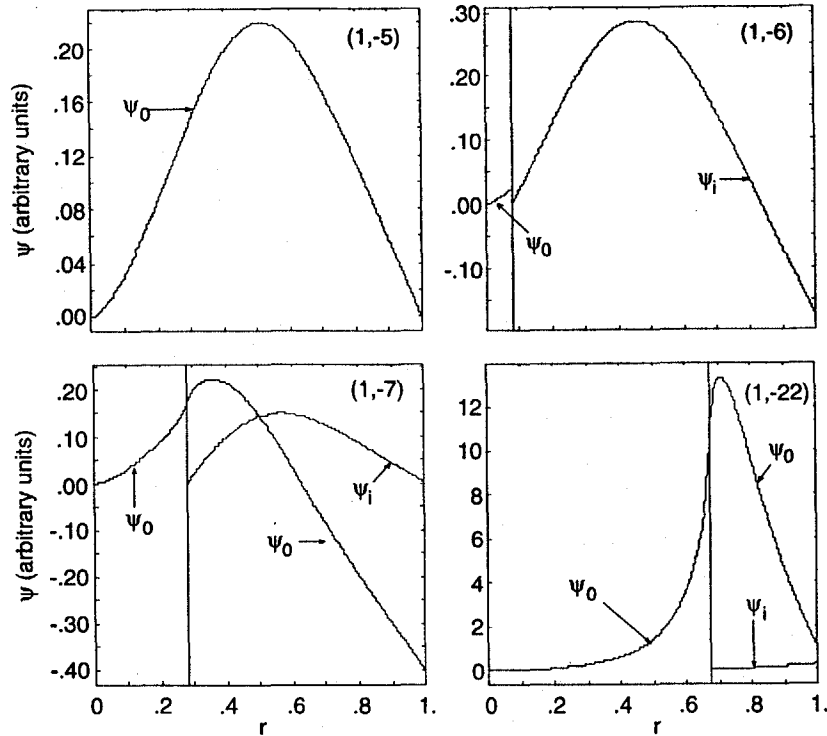 (1,-5)
ψ (arbitrary units)
.20
.16
.12
.08
.04
.00
ψ0
(1,-6)
.30
.20
.10
.00
-.10
ψi
ψ0
(1,-7)
ψ (arbitrary units)
.20
.10
.00
-.10
-.20
-.30
-.40
ψ0
ψi
ψ0
0 .2 .4 .6 .8 1.
r
(1,-22)
12
10
8
6
4
2
0
ψ0
ψ0
ψi
0 .2 .4 .6 .8 1.
r